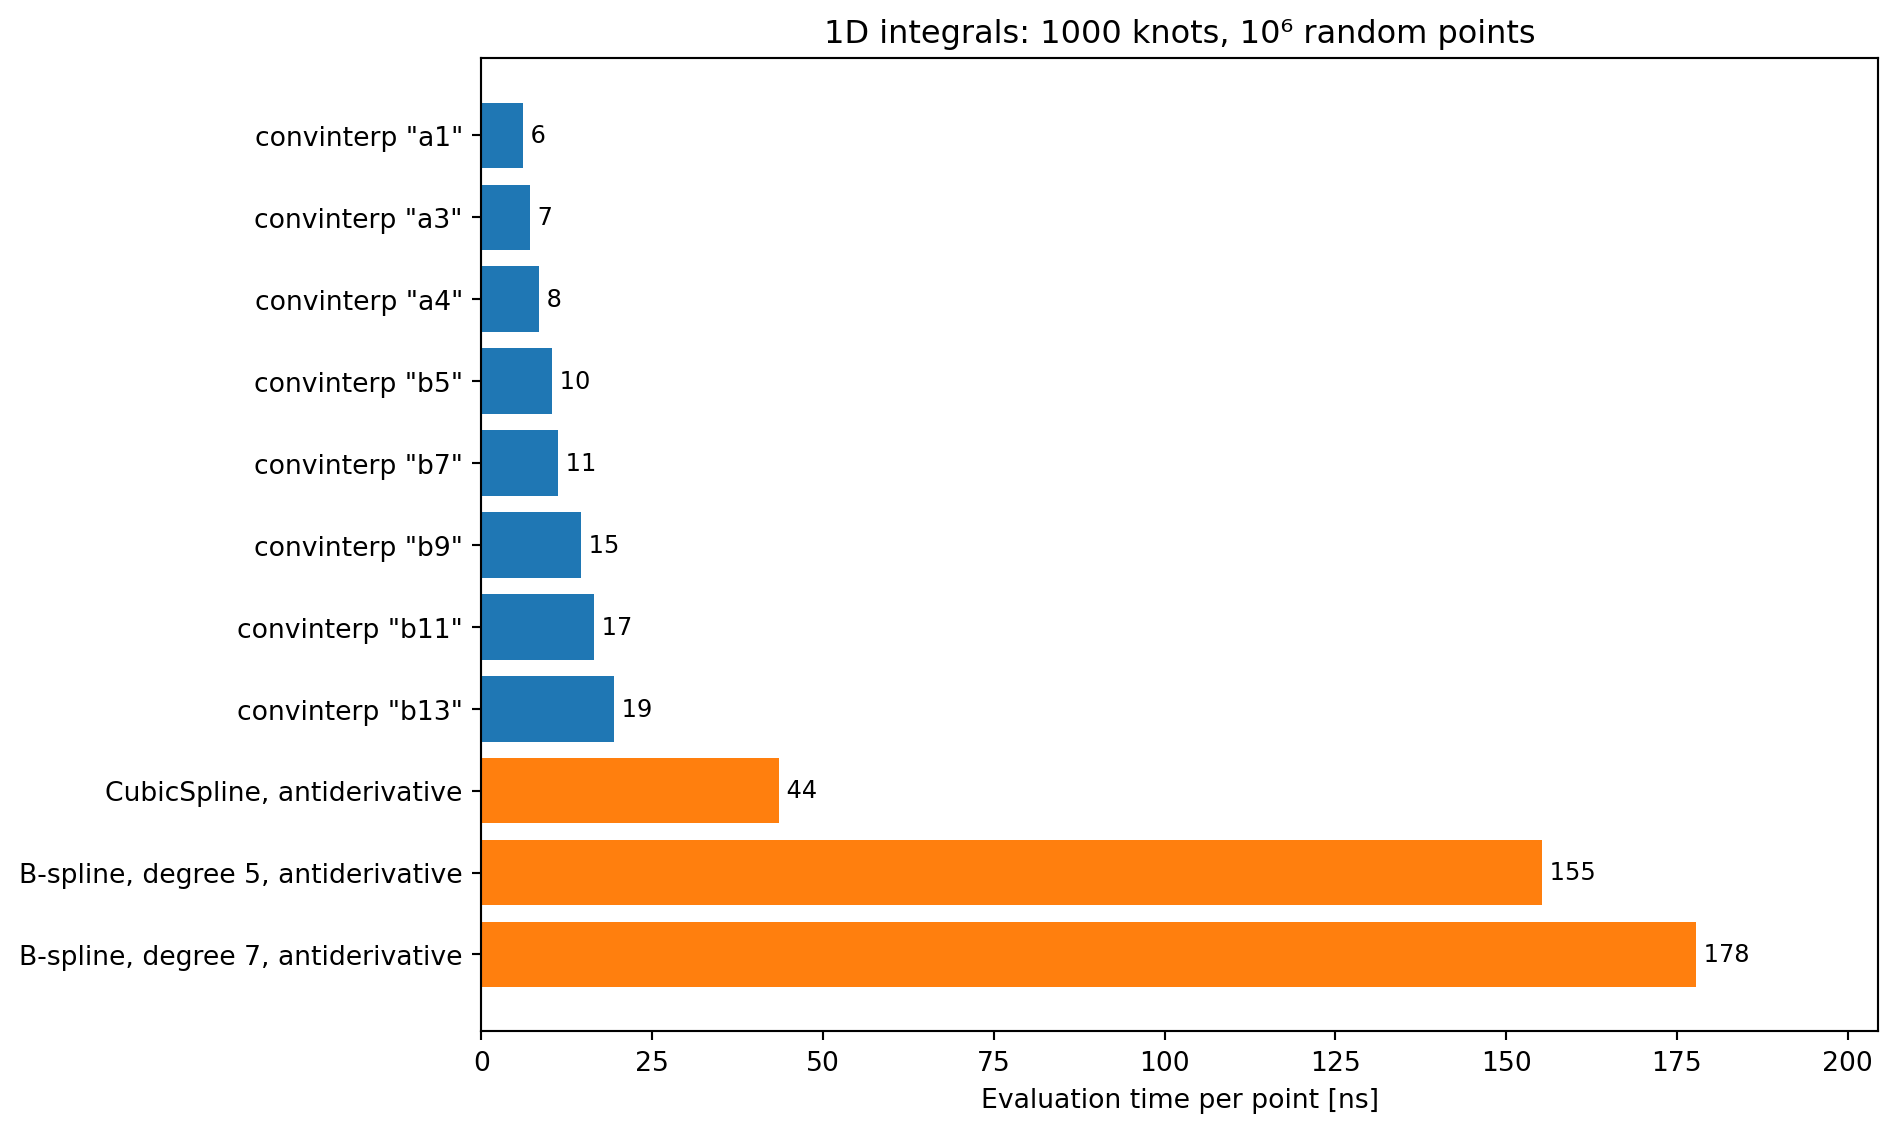 1D integrals: 1000 knots, 10⁶ random points
convinterp "a1" 6
convinterp "a3" 7
convinterp "a4" 8
convinterp "b5" 10
convinterp "b7" 11
convinterp "b9" 15
convinterp "b11" 17
convinterp "b13" 19
CubicSpline, antiderivative 44
B-spline, degree 5, antiderivative 155
B-spline, degree 7, antiderivative 178
0 25 50 75 100 125 150 175 200
Evaluation time per point [ns]